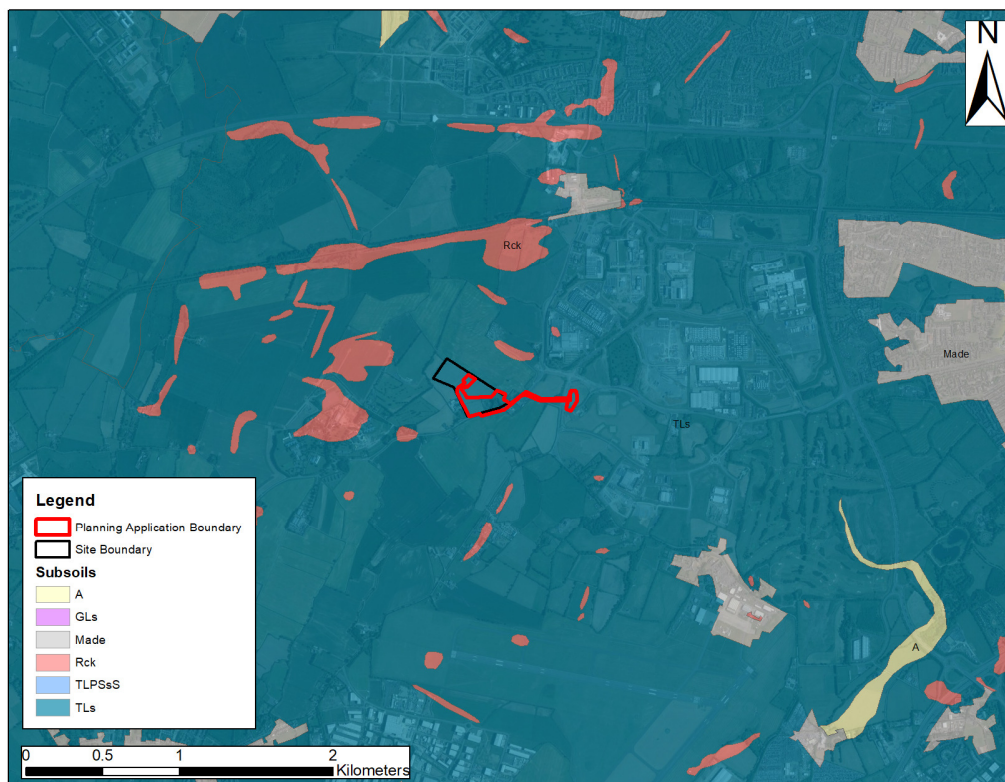 N
Rck
Made
TLs
A
Legend
Planning Application Boundary
Site Boundary
Subsoils
A
GLs
Made
Rck
TLPSsS
TLs
0 0.5 1 2
Kilometers